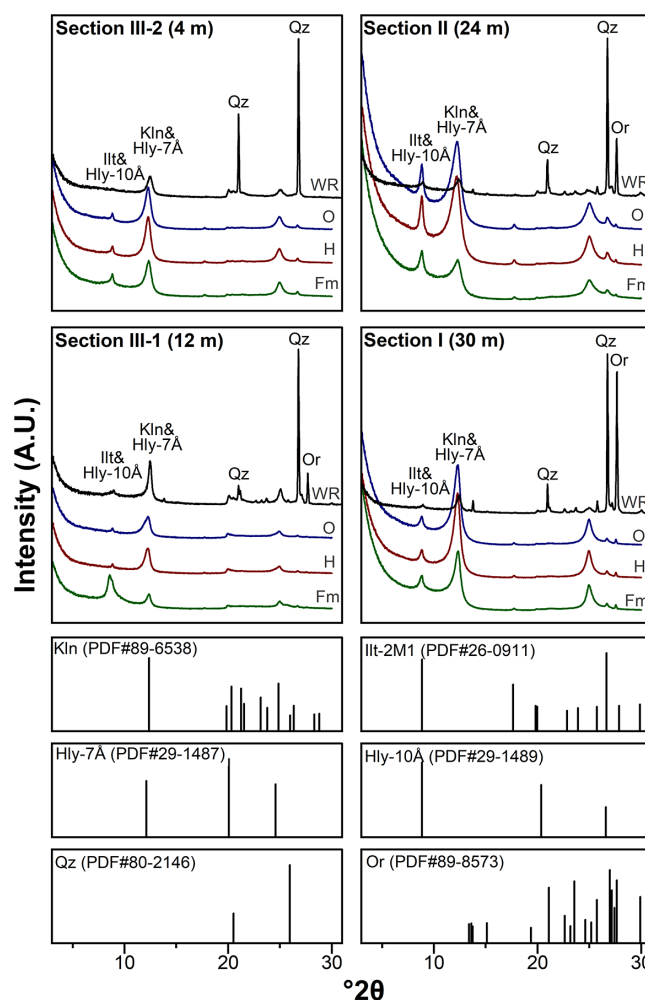 Section III-2 (4 m)
Qz
Qz
Kln&
Hly-7Å
Ilt&
Hly-10Å
WR
O
H
Fm
Section II (24 m)
Qz
Or
Qz
Kln&
Hly-7Å
Ilt&
Hly-10Å
WR
O
H
Fm
Section III-1 (12 m)
Qz
Or
Qz
Kln&
Hly-7Å
Ilt&
Hly-10Å
WR
O
H
Fm
Section I (30 m)
Qz
Or
Qz
Kln&
Hly-7Å
Ilt&
Hly-10Å
WR
O
H
Fm
Intensity (A.U.)
Kln (PDF#89-6538)
Ilt-2M1 (PDF#26-0911)
Hly-7Å (PDF#29-1487)
Hly-10Å (PDF#29-1489)
Qz (PDF#80-2146)
Or (PDF#89-8573)
10 20 30 10 20 30
°2θ